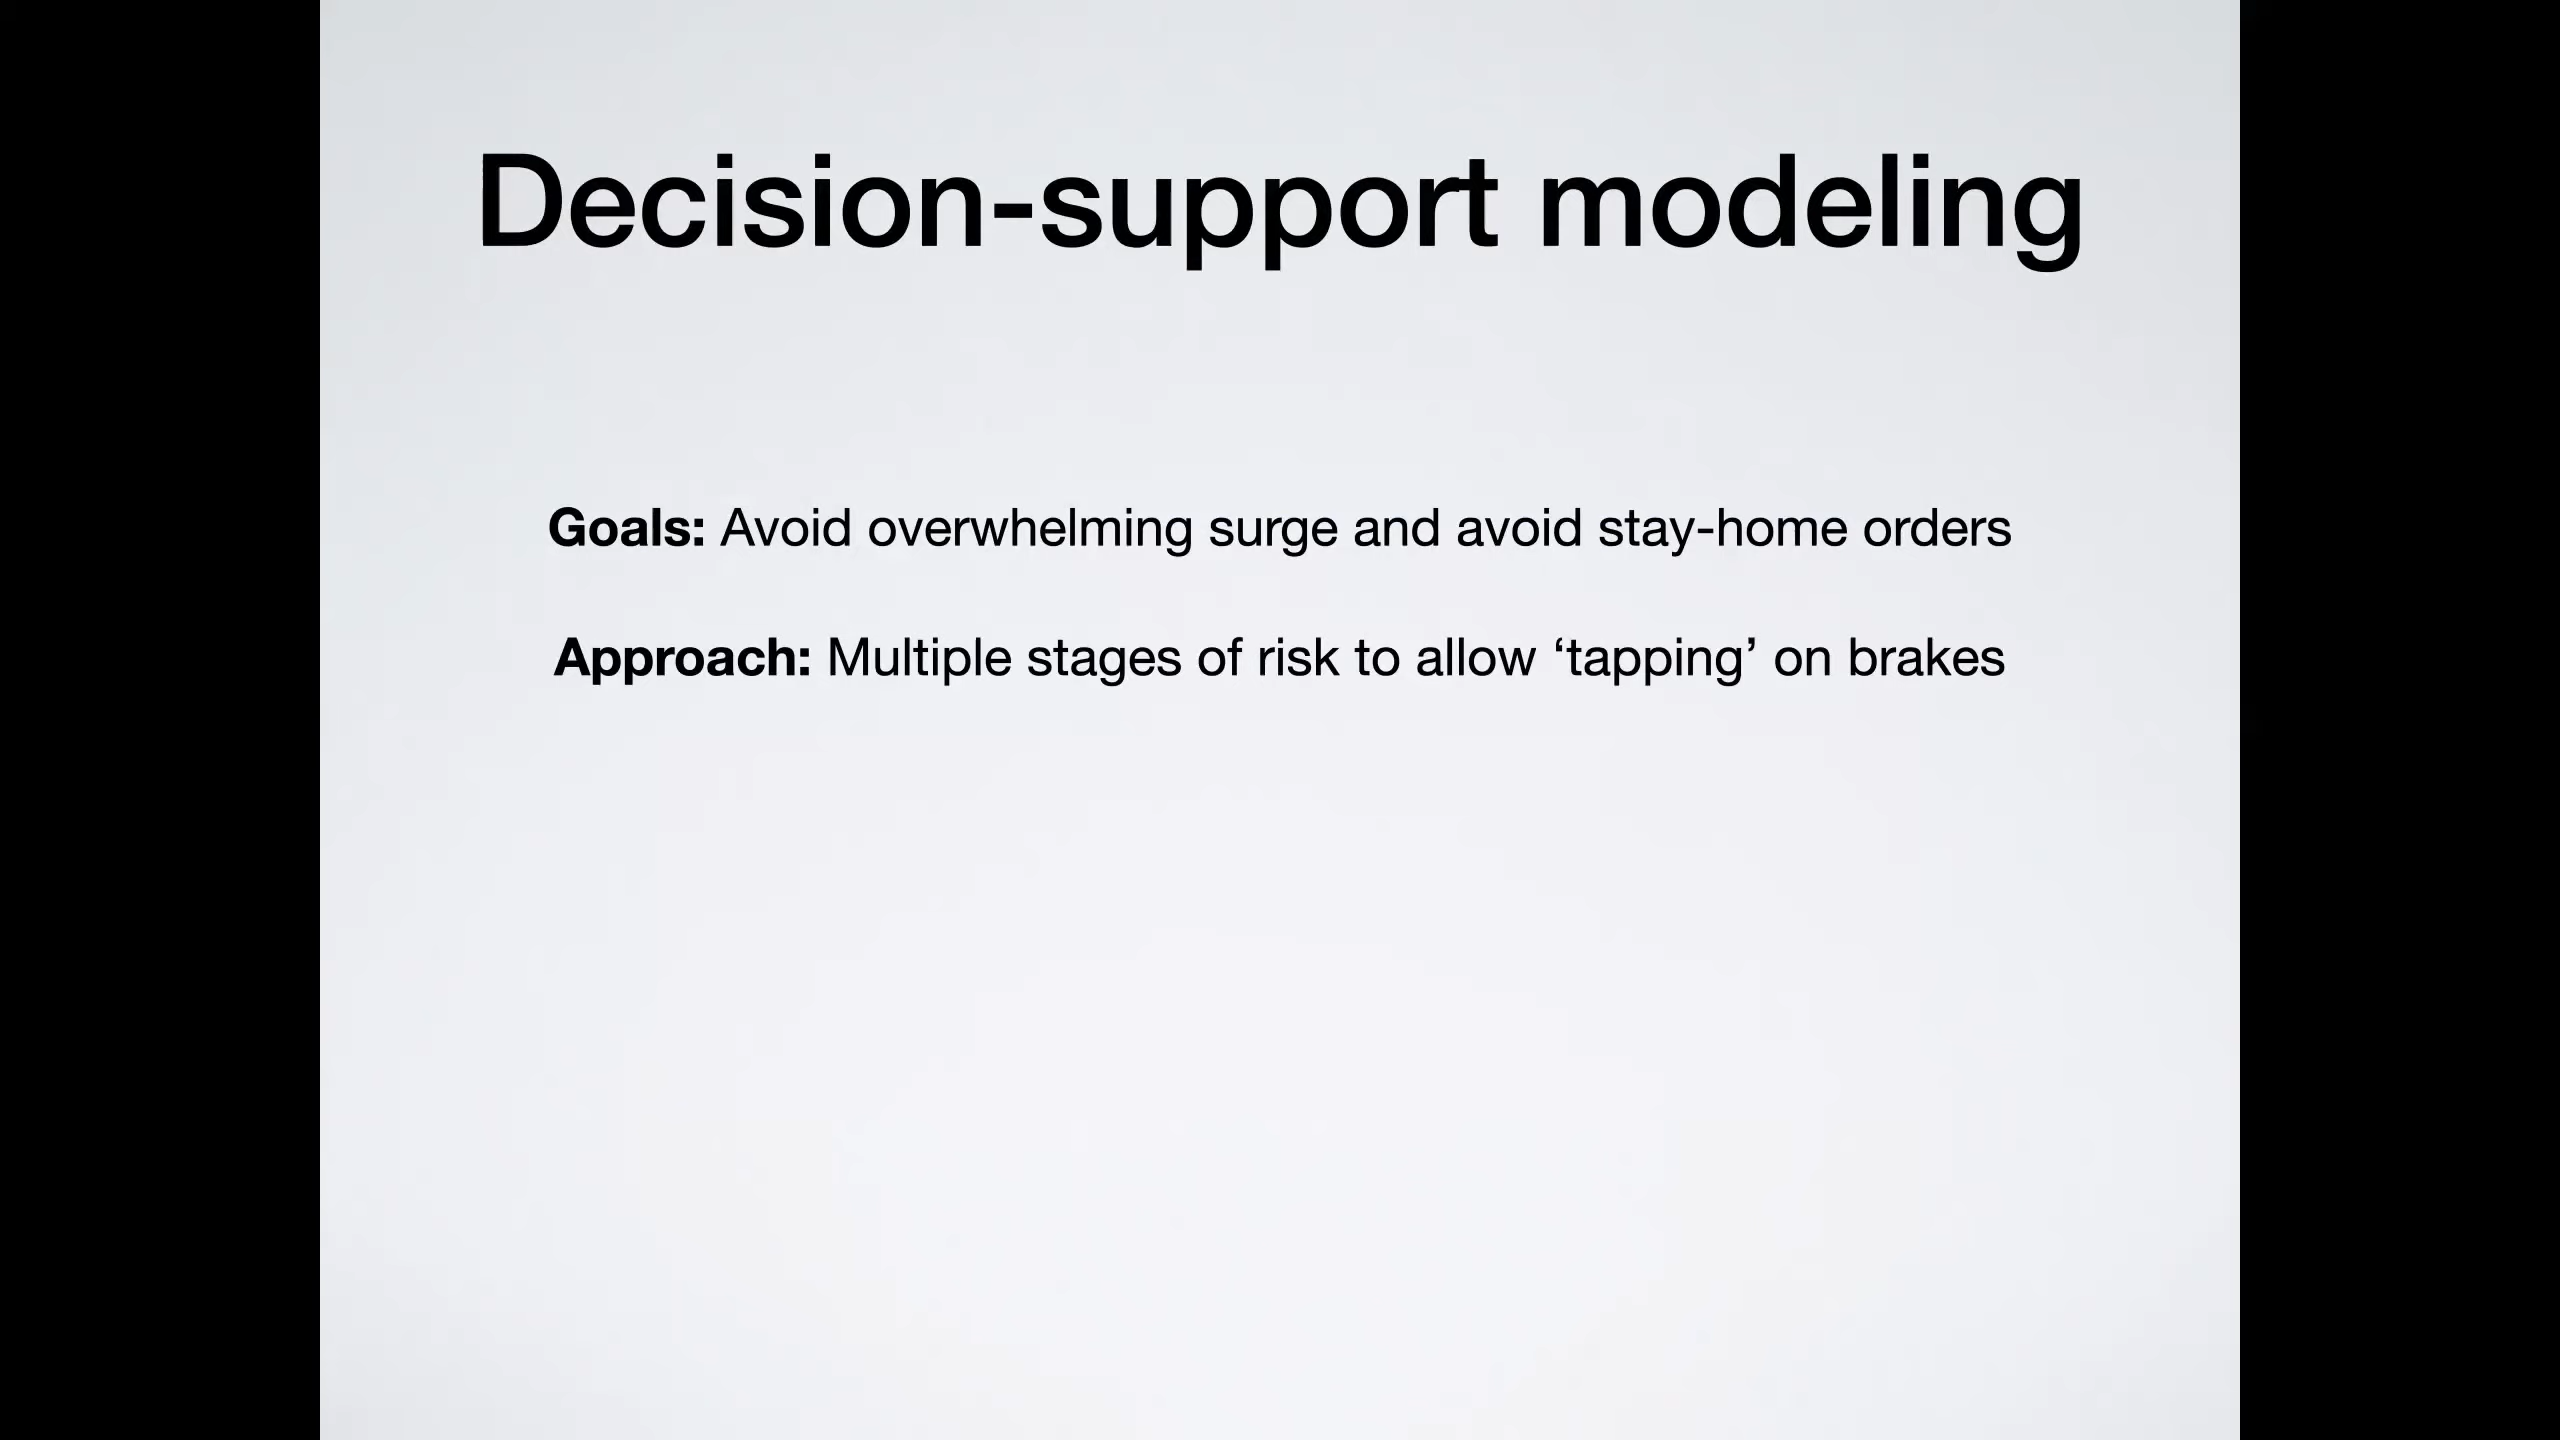 Decision-support modeling
Goals: Avoid overwhelming surge and avoid stay-home orders
Approach: Multiple stages of risk to allow ‘tapping’ on brakes